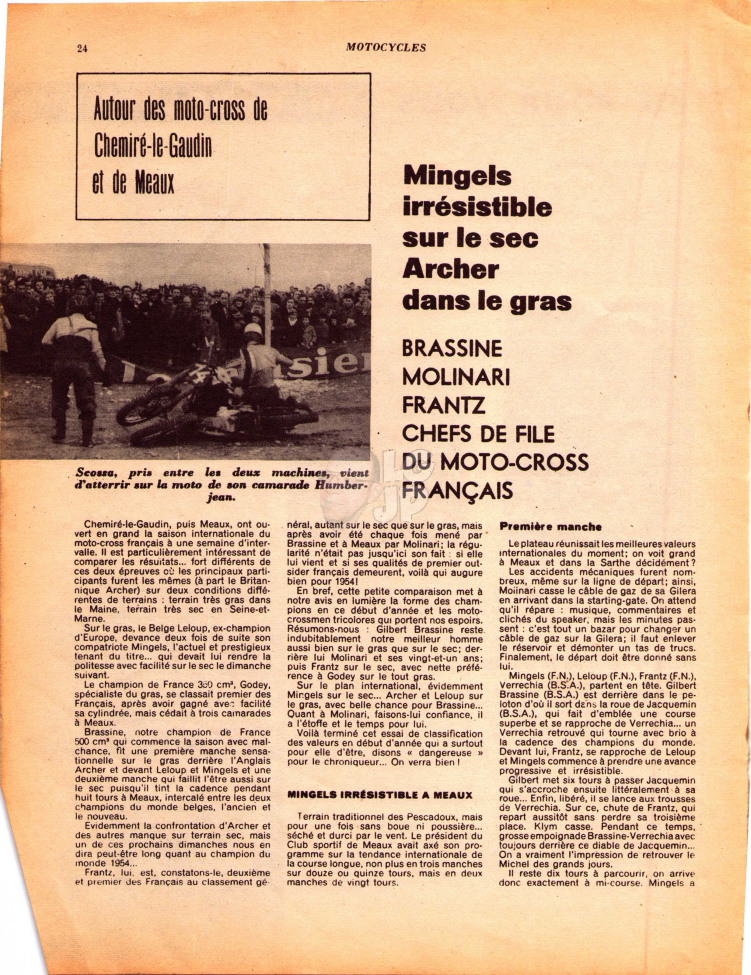 24
MOTOCYCLES
Autour des moto-cross de
Chemiré-le-Gaudin
et de Meaux
Mingels
irrésistible
sur le sec
Archer
dans le gras
BRASSINE
MOLINARI
FRANTZ
CHEFS DE FILE
DU MOTO-CROSS
FRANÇAIS
sier
Scossa, pris entre les deux machines, vient
d'atterrir sur la moto de son camarade Humber-
jean.
Chemiré-le-Gaudin, puis Meaux, ont ou-
vert en grand la saison internationale du
moto-cross français à une semaine d'inter-
valle. Il est particulièrement intéressant de
comparer les résultats... fort différents de
ces deux épreuves où les principaux parti-
cipants furent les mêmes (à part le Britan-
nique Archer) sur deux conditions diffé-
rentes de terrains : terrain très gras dans
le Maine, terrain très sec en Seine-et-
Marne.
Sur le gras, le Belge Leloup, ex-champion
d'Europe, devance deux fois de suite son
compatriote Mingels, l'actuel et prestigieux
tenant du titre... qui devait lui rendre la
politesse avec facilité sur le sec le dimanche
suivant.
Le champion de France 350 cm³, Godey,
spécialiste du gras, se classait premier des
Français, après avoir gagné avec facilité
sa cylindrée, mais cédait à trois camarades
à Meaux.
Brassine, notre champion de France
500 cm³ qui commence la saison avec mal-
chance, fit une première manche sensa-
tionnelle sur le gras derrière l'Anglais
Archer et devant Leloup et Mingels et une
deuxième manche qui faillit l'être aussi sur
le sec puisqu'il tint la cadence pendant
huit tours à Meaux, intercalé entre les deux
champions du monde belges, l'ancien et
le nouveau.
Evidemment la confrontation d'Archer et
des autres manque sur terrain sec, mais
un de ces prochains dimanches nous en
dira peut-être long quant au champion du
monde 1954...
Frantz, lui, est, constatons-le, deuxième
et premier des Français au classement gé-
néral, autant sur le sec que sur le gras, mais
après avoir été chaque fois mené par
Brassine et à Meaux par Molinari; la régu-
larité n'était pas jusqu'ici son fait : si elle
lui vient et si ses qualités de premier out-
sider français demeurent, voilà qui augure
bien pour 1954!
En bref, cette petite comparaison met à
notre avis en lumière la forme des cham-
pions en ce début d'année et les moto-
crossmen tricolores qui portent nos espoirs.
Résumons-nous : Gilbert Brassine reste
indubitablement notre meilleur homme
aussi bien sur le gras que sur le sec; der-
rière lui Molinari et ses vingt-et-un ans;
puis Frantz sur le sec, avec nette préfé-
rence à Godey sur le tout gras.
Sur le plan international, évidemment
Mingels sur le sec... Archer et Leloup sur
le gras, avec belle chance pour Brassine...
Quant à Molinari, faisons-lui confiance, il
a l'étoffe et le temps pour lui.
Voilà terminé cet essai de classification
des valeurs en début d'année qui a surtout
pour elle d'être, disons « dangereuse »
pour le chroniqueur... On verra bien !
MINGELS IRRÉSISTIBLE A MEAUX
Terrain traditionnel des Pescadoux, mais
pour une fois sans boue ni poussière...
séché et durci par le vent. Le président du
Club sportif de Meaux avait axé son pro-
gramme sur la tendance internationale de
la course longue, non plus en trois manches
sur douze ou quinze tours, mais en deux
manches de vingt tours.
Première manche
Le plateau réunissait les meilleures valeurs
internationales du moment; on voit grand
à Meaux et dans la Sarthe décidément ?
Les accidents mécaniques furent nom-
breux, même sur la ligne de départ; ainsi,
Molinari casse le câble de gaz de sa Gilera
en arrivant dans la starting-gate. On attend
qu'il répare : musique, commentaires et
clichés du speaker, mais les minutes pas-
sent : c'est tout un bazar pour changer un
câble de gaz sur la Gilera; il faut enlever
le réservoir et démonter un tas de trucs.
Finalement, le départ doit être donné sans
lui.
Mingels (F.N.), Leloup (F.N.), Frantz (F.N.),
Verrechia (B.S.A.), partent en tête. Gilbert
Brassine (B.S.A.) est derrière dans le pe-
loton d'où il sort dans la roue de Jacquemin
(B.S.A.), qui fait d'emblée une course
superbe et se rapproche de Verrechia... un
Verrechia retrouvé qui tourne avec brio à
la cadence des champions du monde.
Devant lui, Frantz, se rapproche de Leloup
et Mingels commence à prendre une avance
progressive et irrésistible.
Gilbert met six tours à passer Jacquemin
qui s'accroche ensuite littéralement à sa
roue... Enfin, libéré, il se lance aux trousses
de Verrechia. Sur ce, chute de Frantz, qui
repart aussitôt sans perdre sa troisième
place. Klym casse. Pendant ce temps,
grosse empoignade Brassine-Verrechia avec
toujours derrière ce diable de Jacquemin...
On a vraiment l'impression de retrouver le
Michel des grands jours.
Il reste dix tours à parcourir, on arrive
donc exactement à mi-course. Mingels a